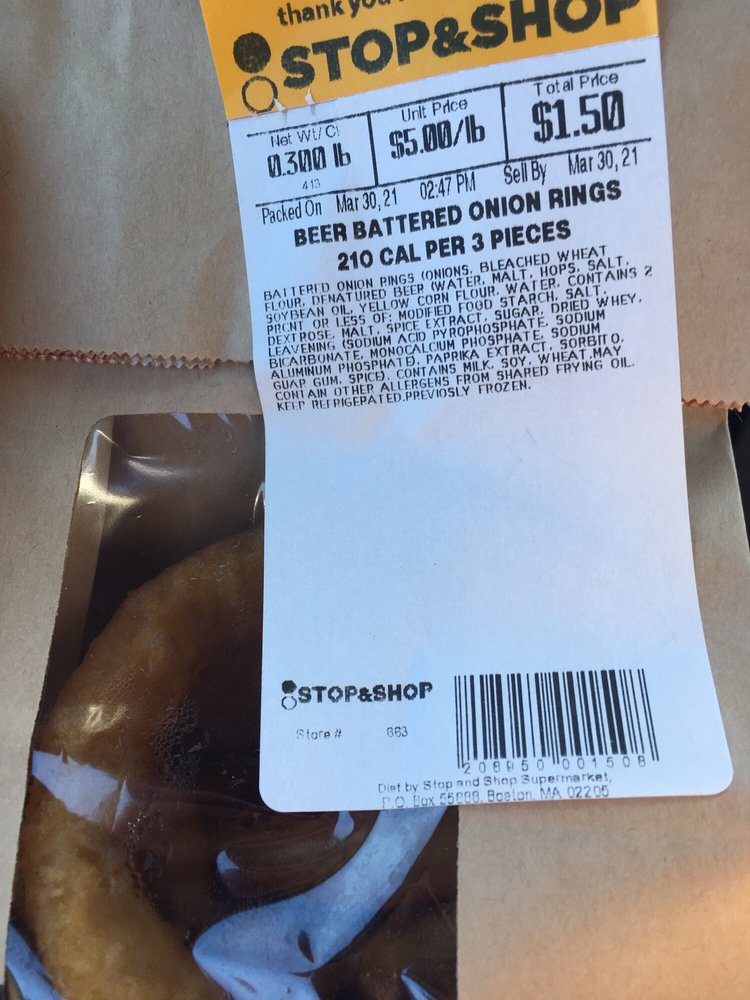 thank you
STOP&SHOP
Net Wt/Ct
Unit Price
Total Price
0.300 lb
$5.00/lb
$1.50
413
Packed On Mar 30, 21 02:47 PM Sell By Mar 30, 21
BEER BATTERED ONION RINGS
210 CAL PER 3 PIECES
BATTERED ONION RINGS (ONIONS, BLEACHED WHEAT
FLOUR, DENATURED BEER (WATER, MALT, HOPS, SALT,
SOYBEAN OIL, YELLOW CORN FLOUR, WATER, CONTAINS 2
PRCNT OR LESS OF: MODIFIED FOOD STARCH, SALT,
DEXTROSE, MALT, SPICE EXTRACT, SUGAR, DRIED WHEY,
LEAVENING (SODIUM ACID PYROPHOSPHATE, SODIUM
BICARBONATE, MONOCALCIUM PHOSPHATE, SODIUM
ALUMINUM PHOSPHATE), PAPRIKA EXTRACT, SORBITO,
GUAR GUM, SPICE). CONTAINS MILK, SOY, WHEAT.MAY
CONTAIN OTHER ALLERGENS FROM SHARED FRYING OIL.
KEEP REFRIGERATED.PREVIOSLY FROZEN.
STOP&SHOP
Store # 663
2 08950 00150 8
Dist by Stop and Shop Supermarket,
P.O. Box Boston, MA 02205